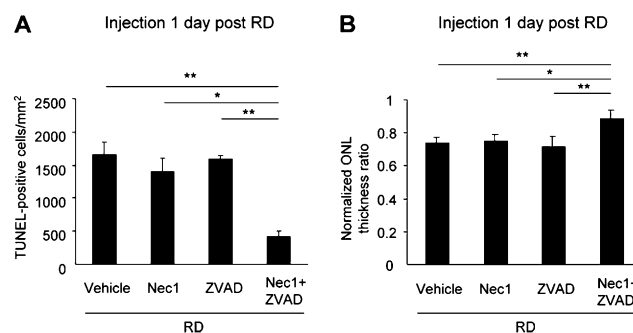 A
Injection 1 day post RD
**
*
**
TUNEL-positive cells/mm²
2500
2000
1500
1000
500
0
Vehicle
Nec1
ZVAD
Nec1+
ZVAD
RD
B
Injection 1 day post RD
**
*
**
Normalized ONL
thickness ratio
1
0.8
0.6
0.4
0.2
0
Vehicle
Nec1
ZVAD
Nec1-
ZVAD
RD